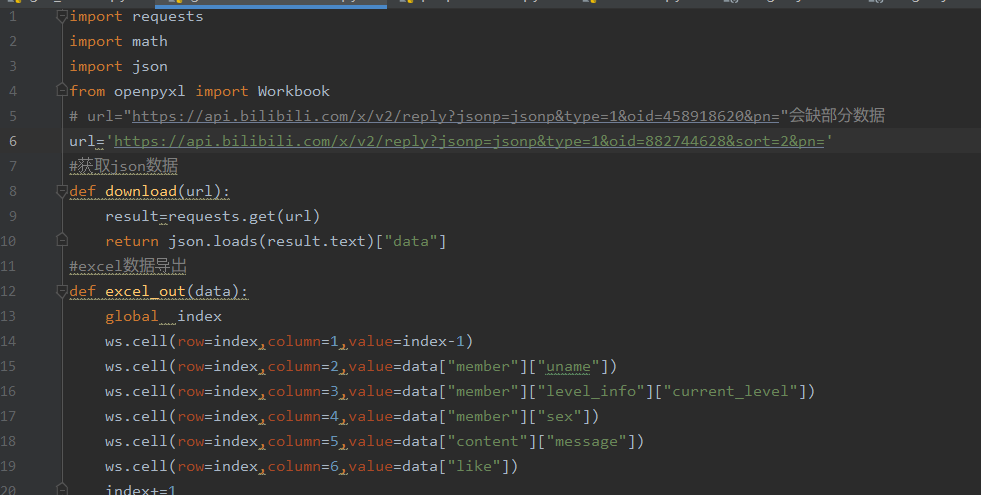 1 import requests
2 import math
3 import json
4 from openpyxl import Workbook
5 # url="https://api.bilibili.com/x/v2/reply?jsonp=jsonp&type=1&oid=458918620&pn="会缺部分数据
6 url='https://api.bilibili.com/x/v2/reply?jsonp=jsonp&type=1&oid=882744628&sort=2&pn='
7 #获取json数据
8 def download(url):
9 result=requests.get(url)
10 return json.loads(result.text)["data"]
11 #excel数据导出
12 def excel_out(data):
13 global  index
14 ws.cell(row=index,column=1,value=index-1)
15 ws.cell(row=index,column=2,value=data["member"]["uname"])
16 ws.cell(row=index,column=3,value=data["member"]["level_info"]["current_level"])
17 ws.cell(row=index,column=4,value=data["member"]["sex"])
18 ws.cell(row=index,column=5,value=data["content"]["message"])
19 ws.cell(row=index,column=6,value=data["like"])
20 index+=1